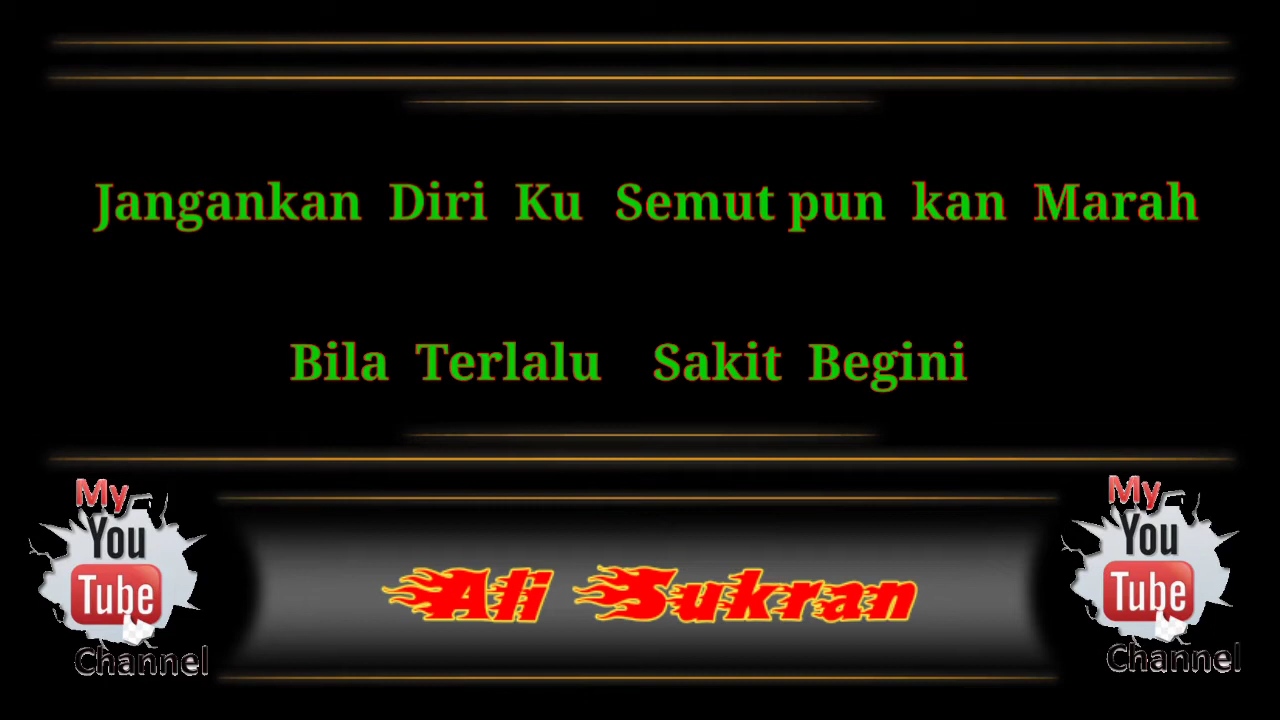 Jangankan Diri Ku Semut pun kan Marah
Bila Terlalu Sakit Begini
My
You
Tube
Channel
Ali Sukran
My
You
Tube
Channel